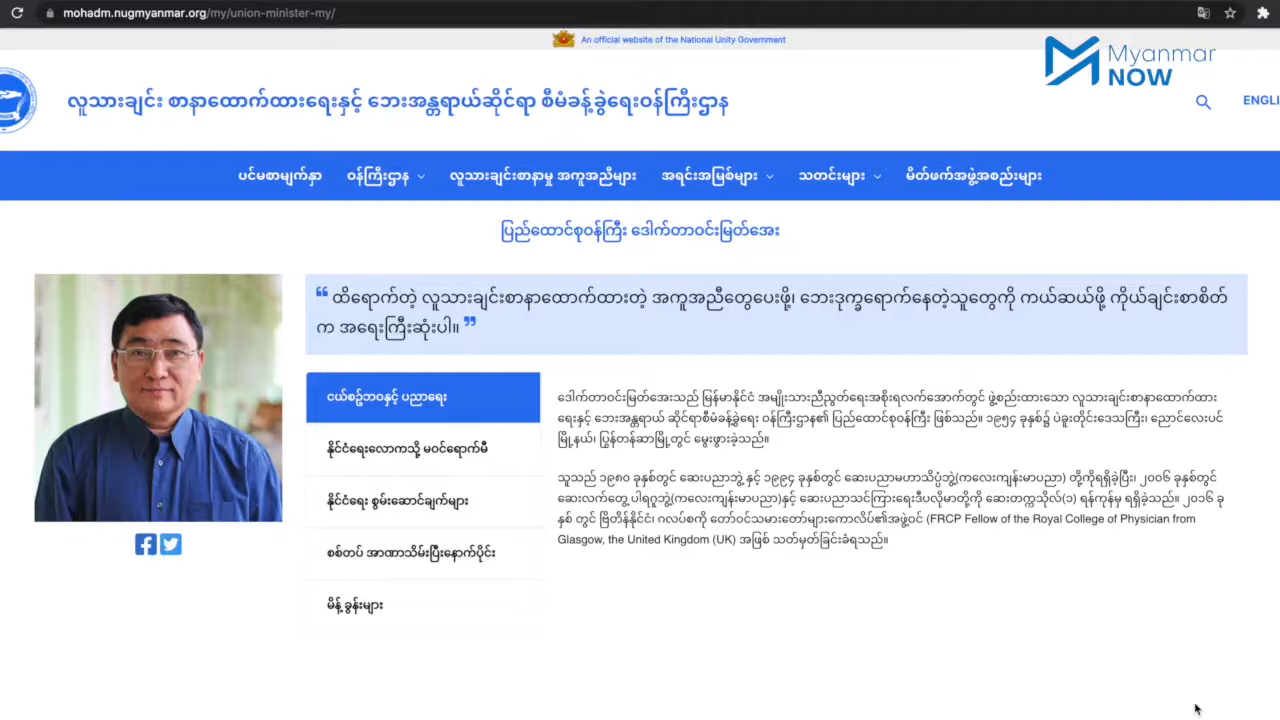 mohadm.nugmyanmar.org/my/union-minister-my/
An official website of the National Unity Government
Myanmar
NOW
လူသားချင်း စာနာထောက်ထားရေးနှင့် ဘေးအန္တရာယ်ဆိုင်ရာ စီမံခန့်ခွဲရေးဝန်ကြီးဌာန
ENGLI
ပင်မစာမျက်နှာ ဝန်ကြီးဌာန လူသားချင်းစာနာမှု အကူအညီများ အရင်းအမြစ်များ သတင်းများ မိတ်ဖက်အဖွဲ့အစည်းများ
ပြည်ထောင်စုဝန်ကြီး ဒေါက်တာဝင်းမြတ်အေး
❝ ထိရောက်တဲ့ လူသားချင်းစာနာထောက်ထားတဲ့ အကူအညီတွေပေးဖို့၊ ဘေးဒုက္ခရောက်နေတဲ့သူတွေကို ကယ်ဆယ်ဖို့ ကိုယ်ချင်းစာစိတ်
က အရေးကြီးဆုံးပါ။ ❞
ငယ်စဥ်ဘဝနှင့် ပညာရေး
နိုင်ငံရေးလောကသို့ မဝင်ရောက်မီ
နိုင်ငံရေး စွမ်းဆောင်ချက်များ
စစ်တပ် အာဏာသိမ်းပြီးနောက်ပိုင်း
မိန့်ခွန်းများ
ဒေါက်တာဝင်းမြတ်အေးသည် မြန်မာနိုင်ငံ အမျိုးသားညီညွတ်ရေးအစိုးရလက်အောက်တွင် ဖွဲ့စည်းထားသော လူသားချင်းစာနာထောက်ထား
ရေးနှင့် ဘေးအန္တရာယ် ဆိုင်ရာစီမံခန့်ခွဲရေး ဝန်ကြီးဌာန၏ ပြည်ထောင်စုဝန်ကြီး ဖြစ်သည်။ ၁၉၅၄ ခုနှစ်၌ ပဲခူးတိုင်းဒေသကြီး၊ ညောင်လေးပင်
မြို့နယ်၊ ပြွန်တန်ဆာမြို့တွင် မွေးဖွားခဲ့သည်။
သူသည် ၁၉၈၀ ခုနှစ်တွင် ဆေးပညာဘွဲ့ နှင့် ၁၉၉၄ ခုနှစ်တွင် ဆေးပညာမဟာသိပ္ပံဘွဲ့(ကလေးကျန်းမာပညာ) တို့ကိုရရှိခဲ့ပြီး၊ ၂၀၀၆ ခုနှစ်တွင်
ဆေးလက်တွေ့ ပါရဂူဘွဲ့(ကလေးကျန်းမာပညာ)နှင့် ဆေးပညာသင်ကြားရေးဒီပလိုမာတို့ကို ဆေးတက္ကသိုလ်(၁) ရန်ကုန်မှ ရရှိခဲ့သည်။ ၂၀၁၆ ခု
နှစ် တွင် ဗြိတိန်နိုင်ငံ၊ ဂလပ်စကို တော်ဝင်သမားတော်များကောလိပ်၏အဖွဲ့ဝင် (FRCP Fellow of the Royal College of Physician from
Glasgow, the United Kingdom (UK) အဖြစ် သတ်မှတ်ခြင်းခံရသည်။